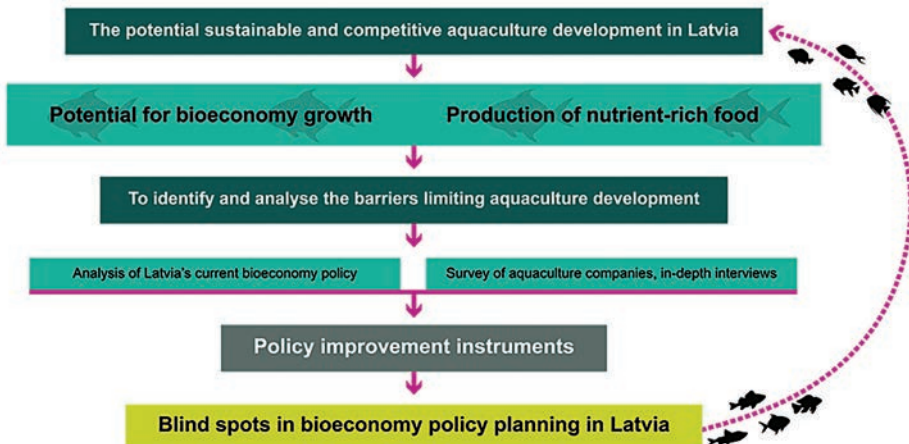 The potential sustainable and competitive aquaculture development in Latvia
Potential for bioeconomy growth
Production of nutrient-rich food
To identify and analyse the barriers limiting aquaculture development
Analysis of Latvia's current bioeconomy policy
Survey of aquaculture companies, in-depth interviews
Policy improvement instruments
Blind spots in bioeconomy policy planning in Latvia